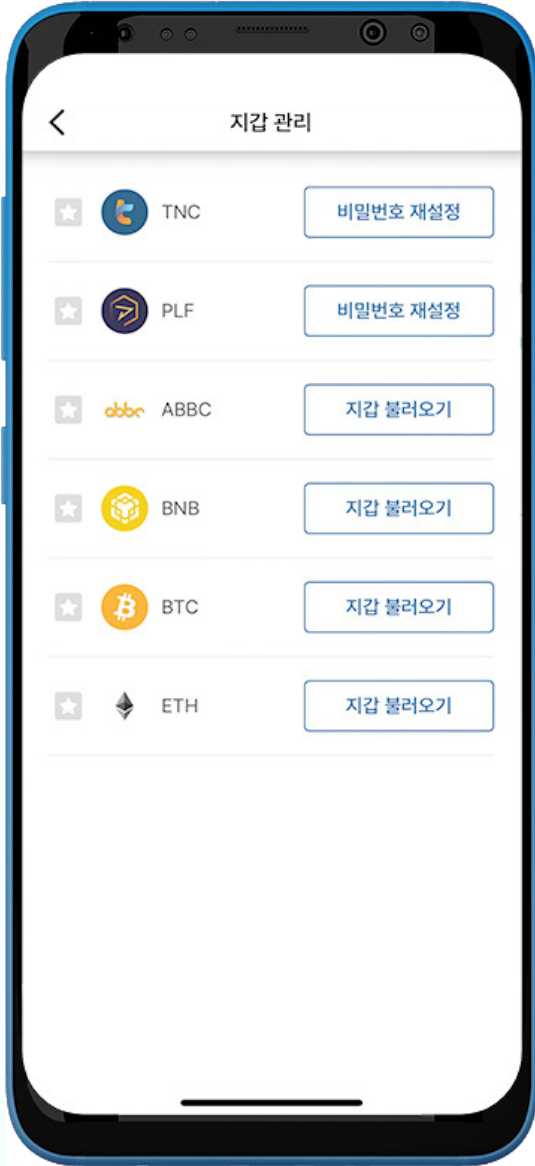 지갑 관리
TNC 비밀번호 재설정
PLF 비밀번호 재설정
abbc ABBC 지갑 불러오기
BNB 지갑 불러오기
BTC 지갑 불러오기
ETH 지갑 불러오기